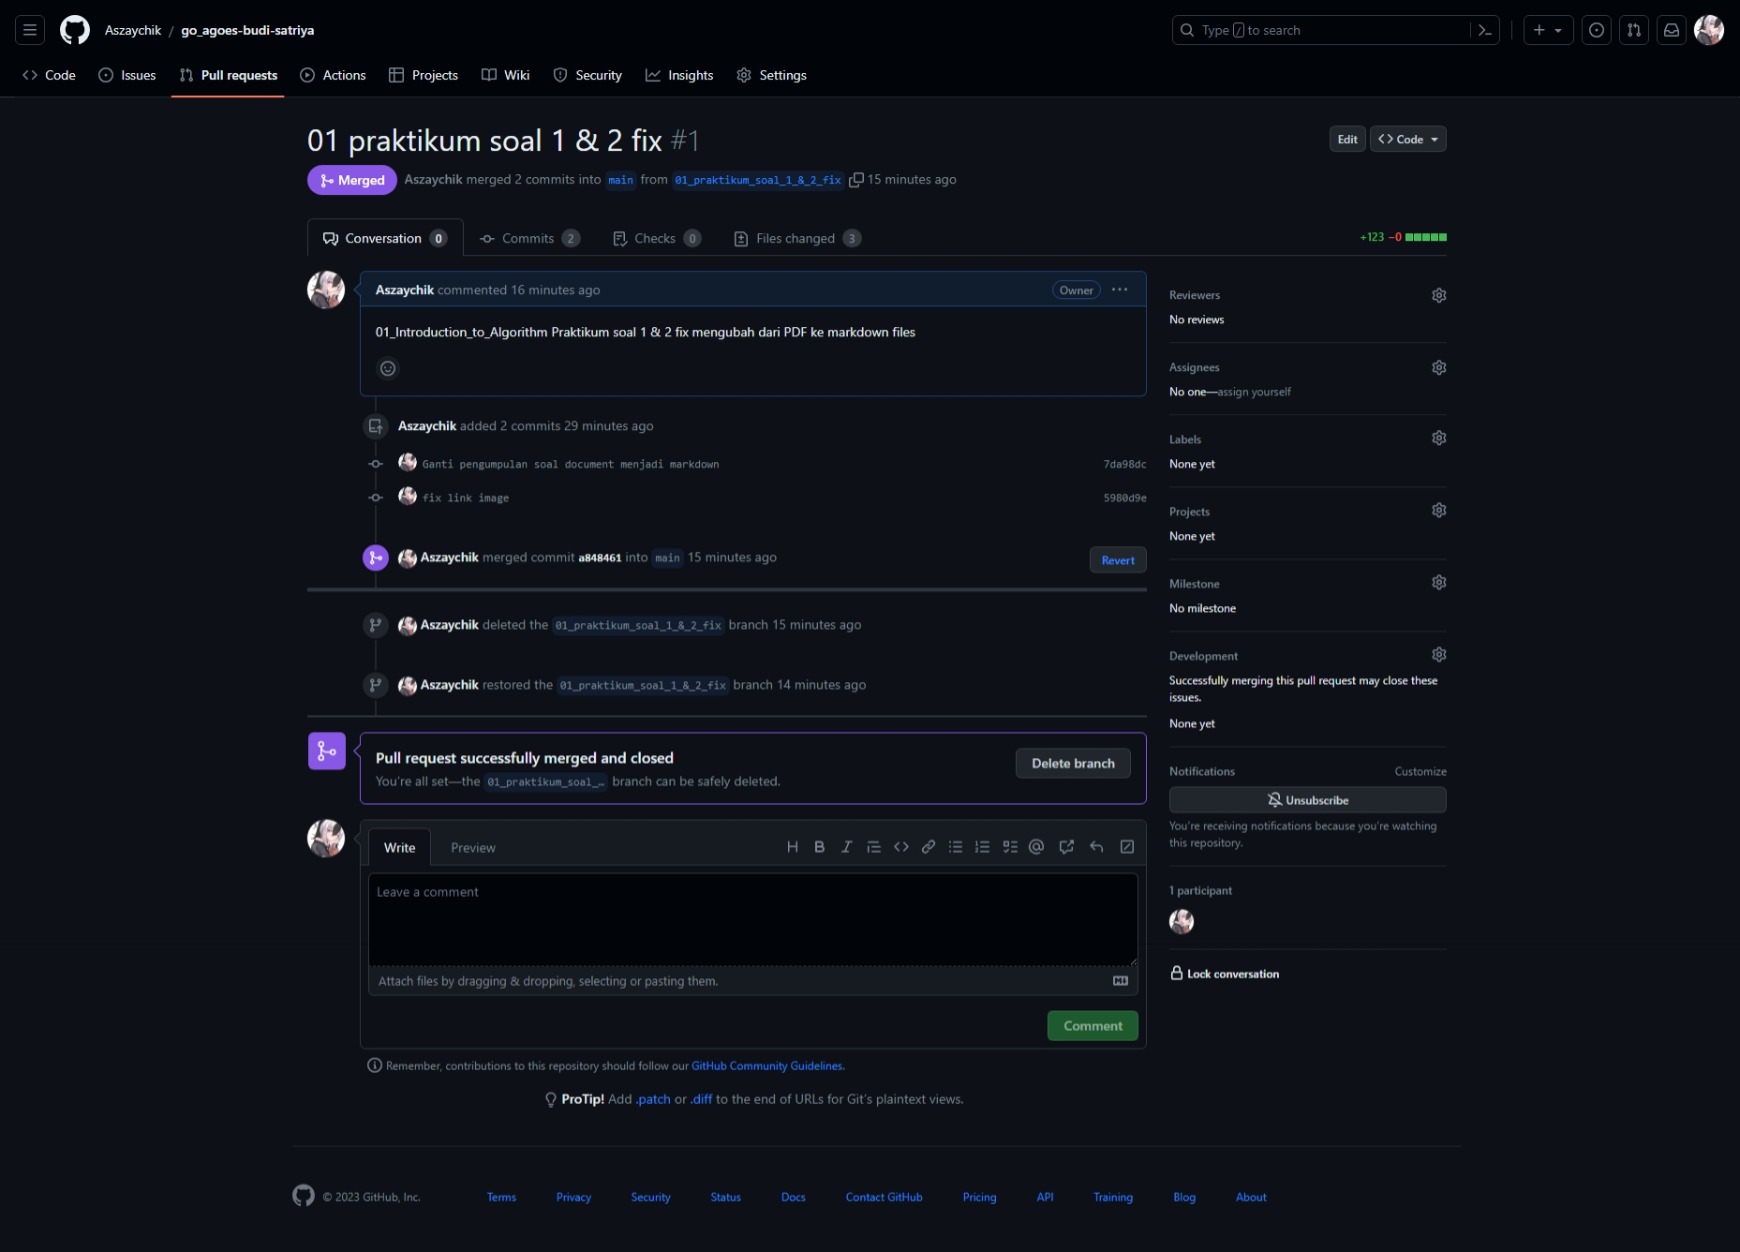 Aszaychik / go_agoes-budi-satriya
Type / to search
Code Issues Pull requests Actions Projects Wiki Security Insights Settings
01 praktikum soal 1 & 2 fix #1
Edit Code
Merged Aszaychik merged 2 commits into main from 01_praktikum_soal_1_&_2_fix 15 minutes ago
Conversation 0 Commits 2 Checks 0 Files changed 3
+123 −0
Aszaychik commented 16 minutes ago
Owner
01_Introduction_to_Algorithm Praktikum soal 1 & 2 fix mengubah dari PDF ke markdown files
Aszaychik added 2 commits 29 minutes ago
Ganti pengumpulan soal document menjadi markdown 7da98dc
fix link image 5980d9e
Aszaychik merged commit a848461 into main 15 minutes ago
Revert
Aszaychik deleted the 01_praktikum_soal_1_&_2_fix branch 15 minutes ago
Aszaychik restored the 01_praktikum_soal_1_&_2_fix branch 14 minutes ago
Pull request successfully merged and closed
You're all set—the 01_praktikum_soal_… branch can be safely deleted.
Delete branch
Write Preview
Leave a comment
Attach files by dragging & dropping, selecting or pasting them.
Comment
Remember, contributions to this repository should follow our GitHub Community Guidelines.
ProTip! Add .patch or .diff to the end of URLs for Git's plaintext views.
Reviewers
No reviews
Assignees
No one—assign yourself
Labels
None yet
Projects
None yet
Milestone
No milestone
Development
Successfully merging this pull request may close these
issues.
None yet
Notifications Customize
Unsubscribe
You're receiving notifications because you're watching
this repository.
1 participant
Lock conversation
© 2023 GitHub, Inc. Terms Privacy Security Status Docs Contact GitHub Pricing API Training Blog About